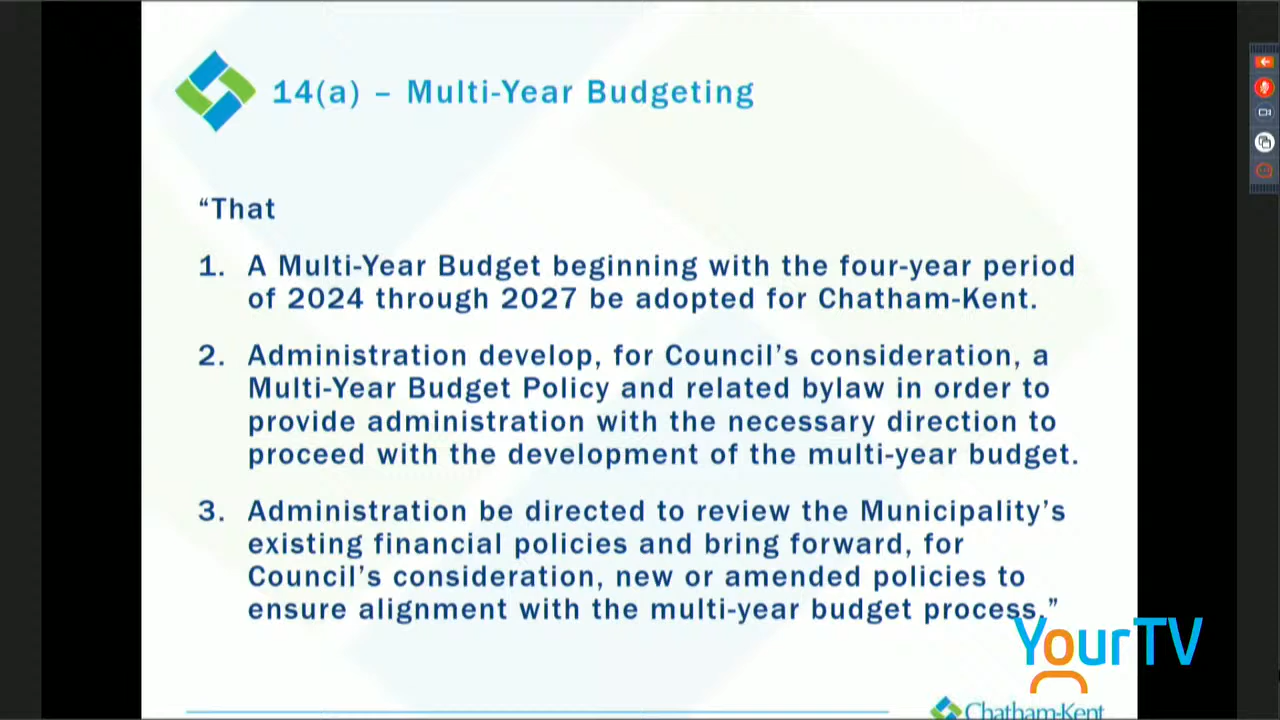 14(a) – Multi-Year Budgeting
“That
1. A Multi-Year Budget beginning with the four-year period
of 2024 through 2027 be adopted for Chatham-Kent.
2. Administration develop, for Council’s consideration, a
Multi-Year Budget Policy and related bylaw in order to
provide administration with the necessary direction to
proceed with the development of the multi-year budget.
3. Administration be directed to review the Municipality’s
existing financial policies and bring forward, for
Council’s consideration, new or amended policies to
ensure alignment with the multi-year budget process.”
YourTV
Chatham-Kent